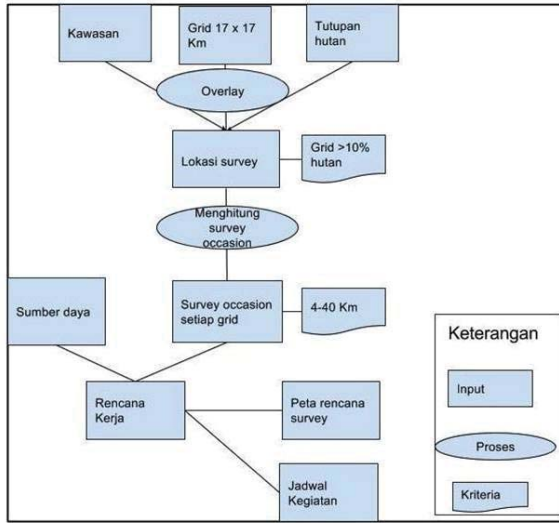 Kawasan
Grid 17 x 17
Km
Tutupan
hutan
Overlay
Lokasi survey
Grid >10%
hutan
Menghitung
survey
occasion
Sumber daya
Survey occasion
setiap grid
4-40 Km
Keterangan
Rencana
Kerja
Peta rencana
survey
Input
Proses
Jadwal
Kegiatan
Kriteria